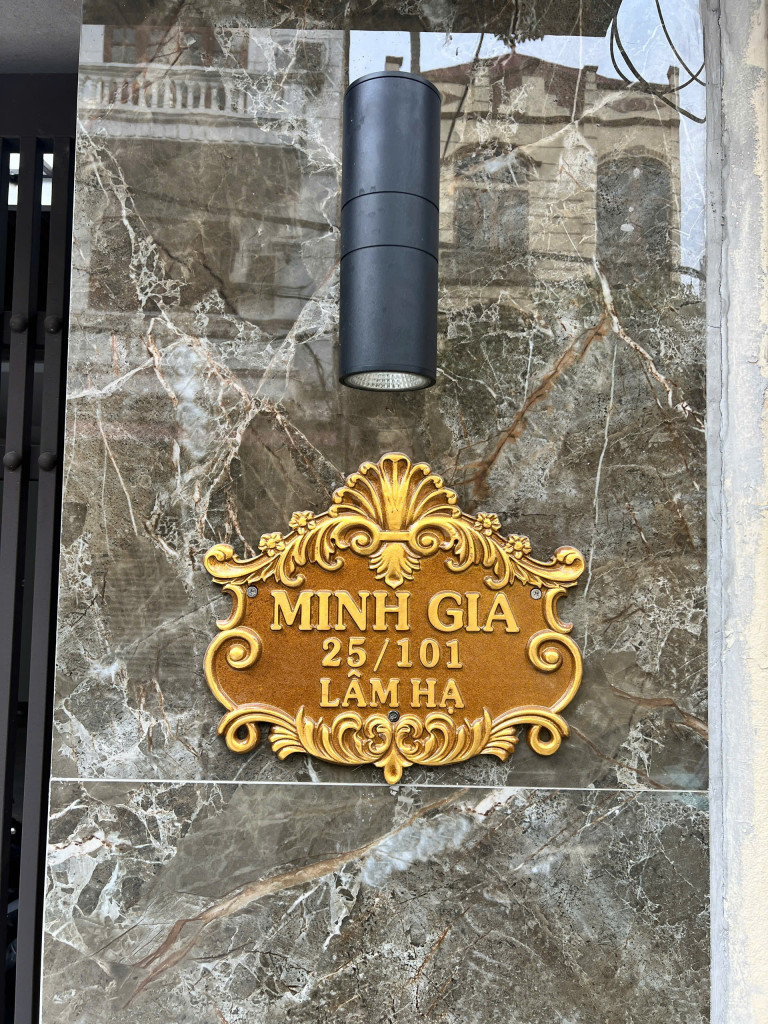 MINH GIA
25/101
LÂM HẠ